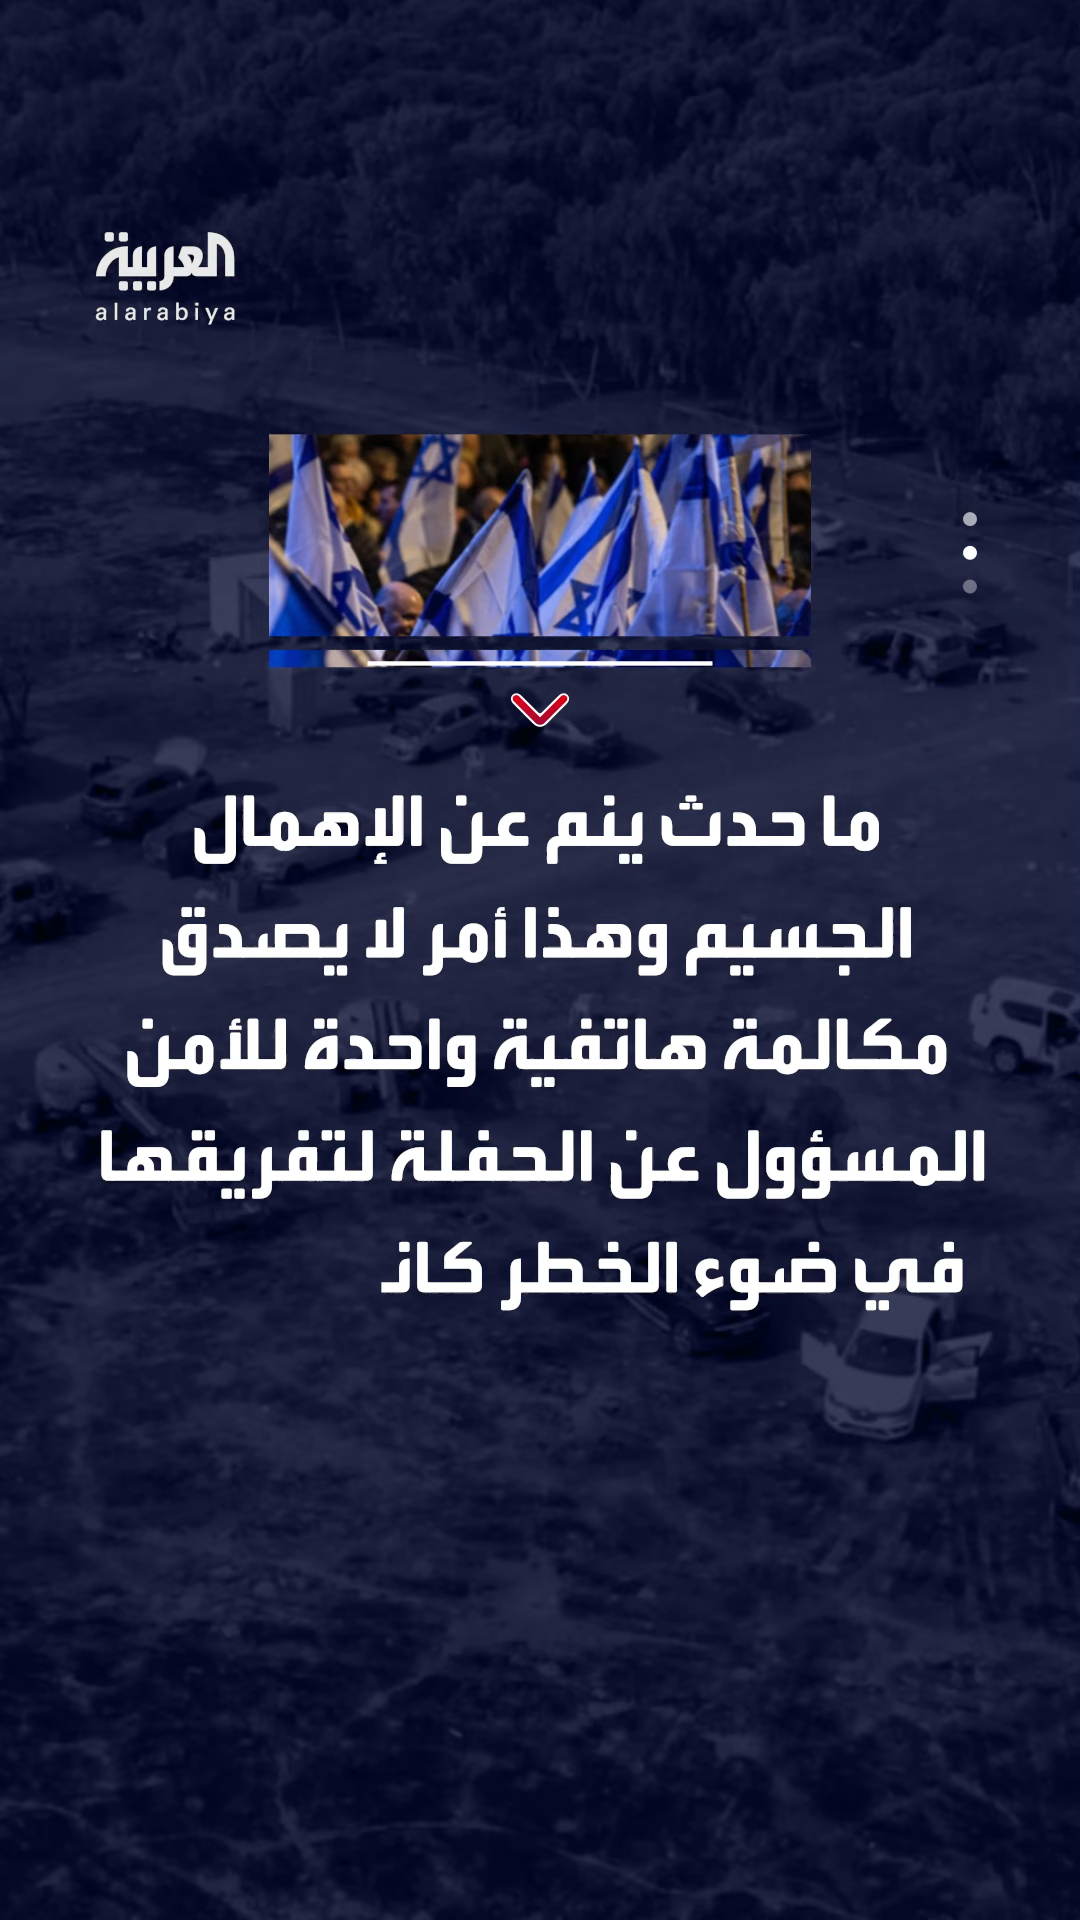 العربية
alarabiya
ما حدث ينم عن الإهمال
الجسيم وهذا أمر لا يصدق
مكالمة هاتفية واحدة للأمن
المسؤول عن الحفلة لتفريقها
في ضوء الخطر كانـ